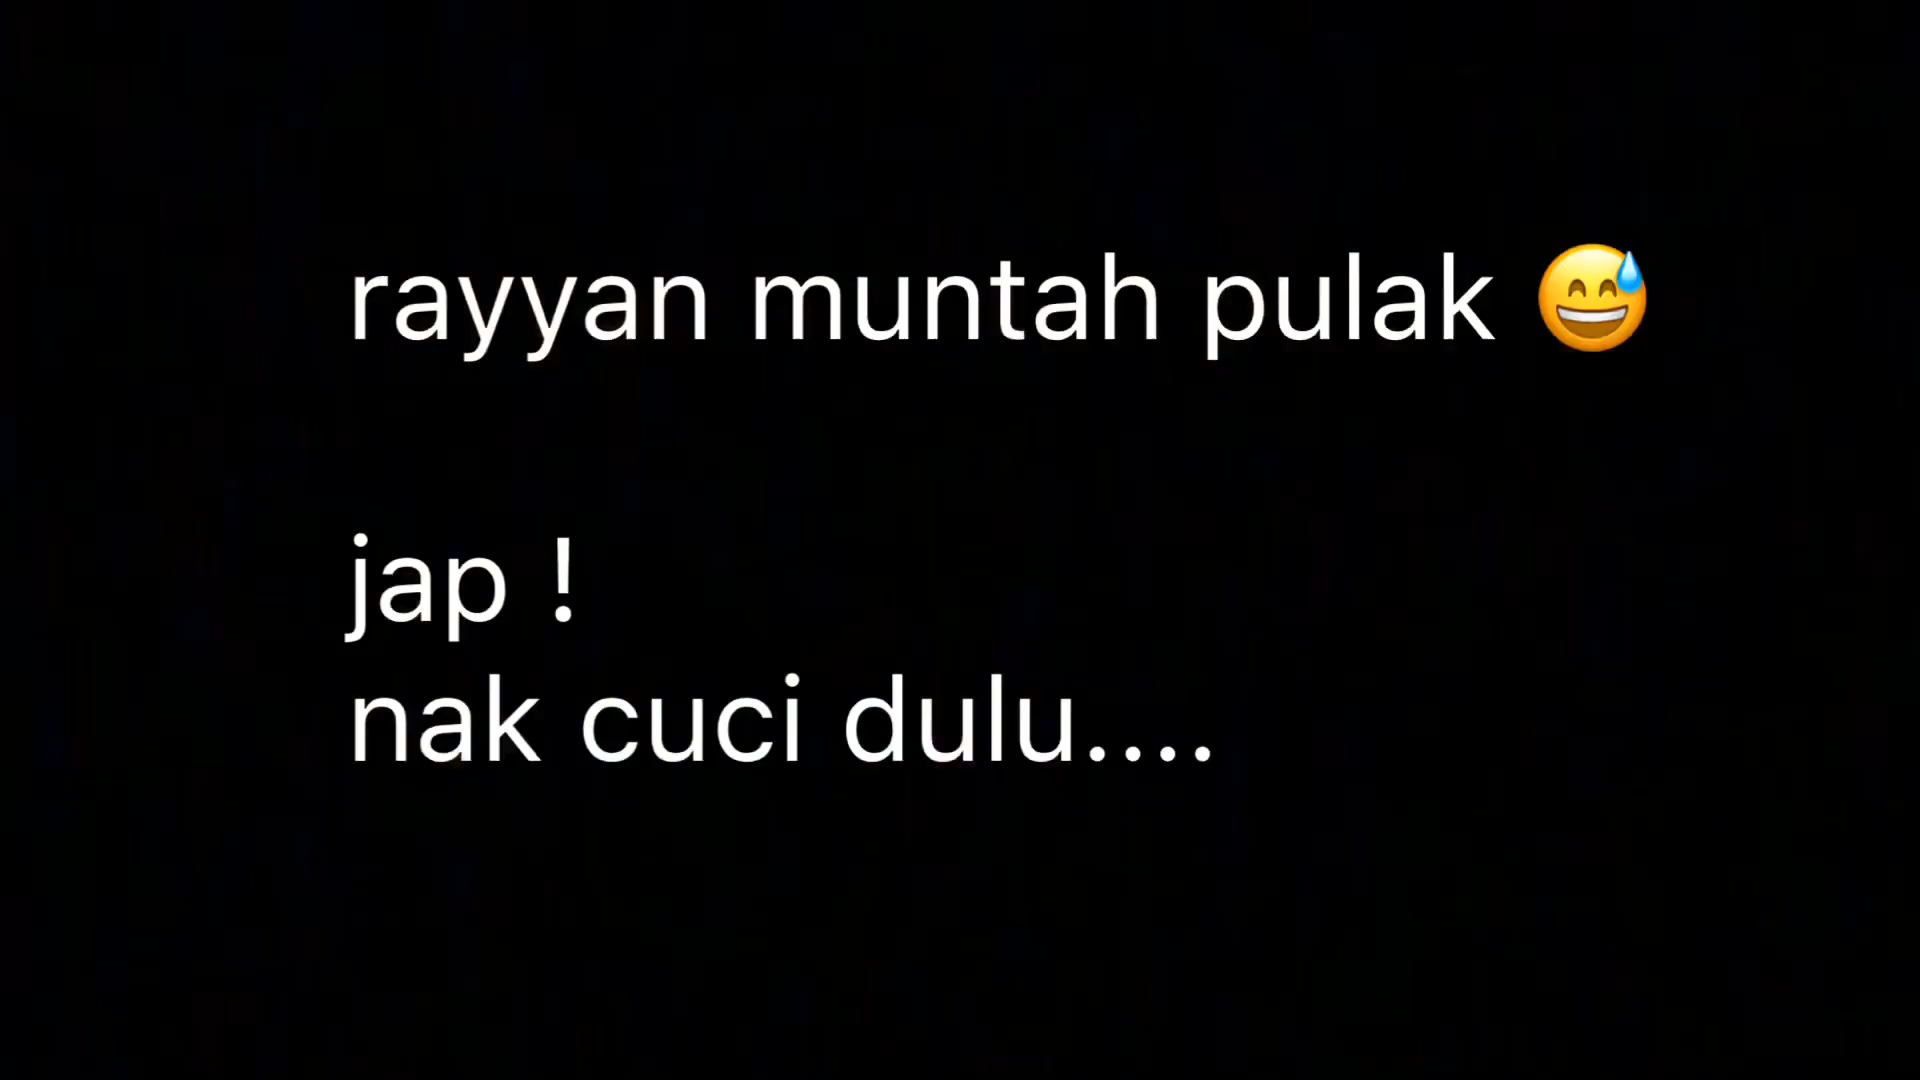 rayyan muntah pulak 😅
jap !
nak cuci dulu....